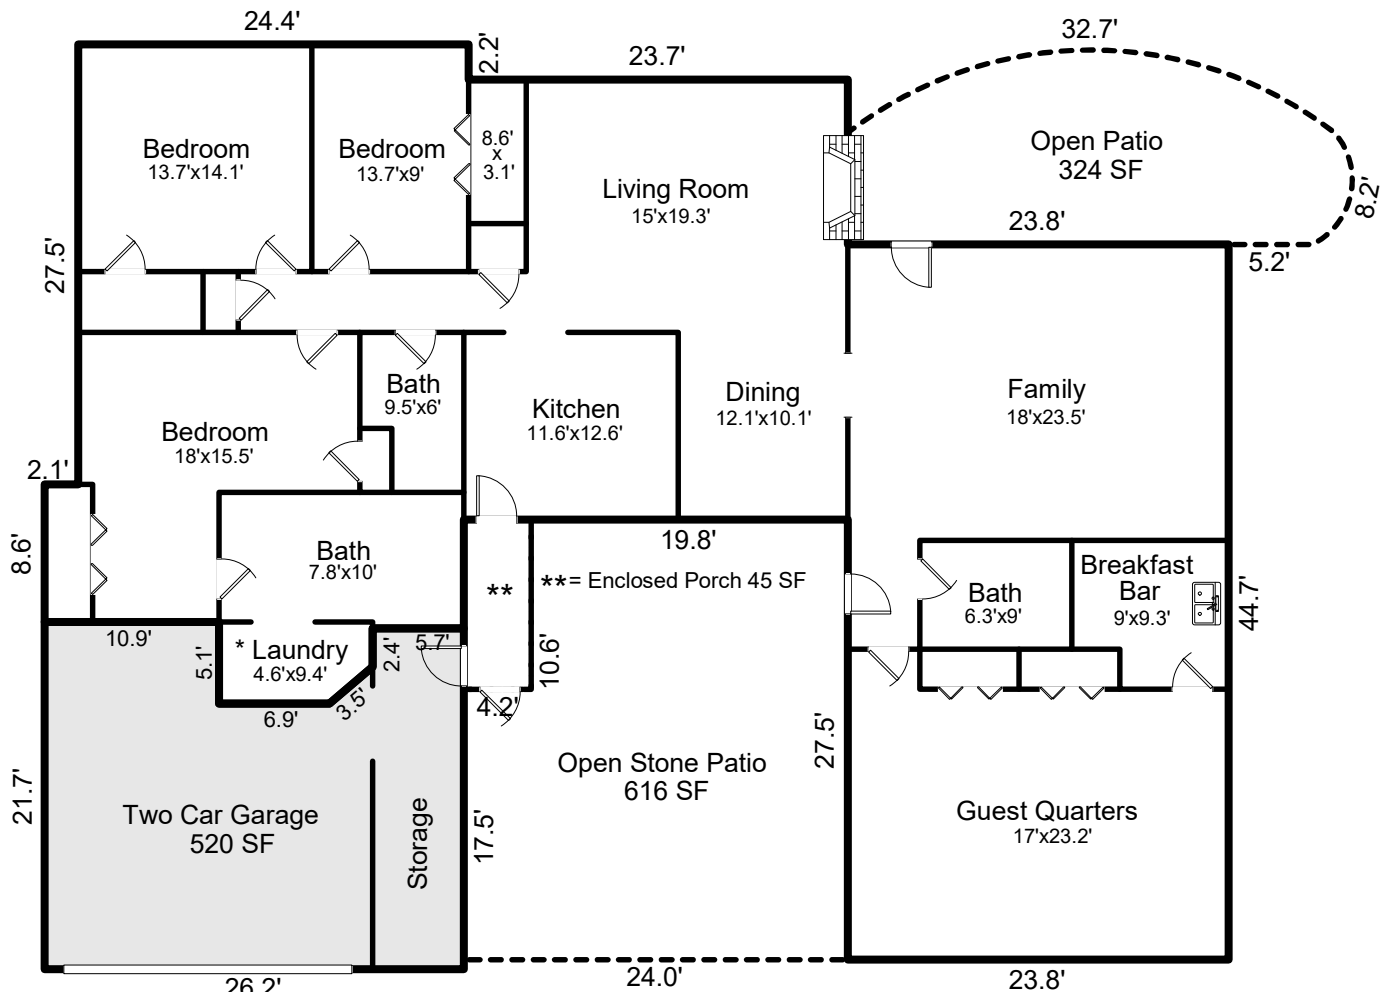 24.4'
2.2'
23.7'
32.7'
Bedroom
13.7'x14.1'
Bedroom
13.7'x9'
8.6'
x
3.1'
Living Room
15'x19.3'
Open Patio
324 SF
8.2'
23.8'
5.2'
27.5'
Bedroom
18'x15.5'
Bath
9.5'x6'
Kitchen
11.6'x12.6'
Dining
12.1'x10.1'
Family
18'x23.5'
2.1'
8.6'
Bath
7.8'x10'
19.8'
**
**= Enclosed Porch 45 SF
Bath
6.3'x9'
Breakfast
Bar
9'x9.3'
44.7'
10.9'
5.1'
* Laundry
4.6'x9.4'
2.4'
5.7'
10.6'
6.9'
3.5'
4.2'
21.7'
Two Car Garage
520 SF
Storage
17.5'
Open Stone Patio
616 SF
27.5'
Guest Quarters
17'x23.2'
26.2'
24.0'
23.8'